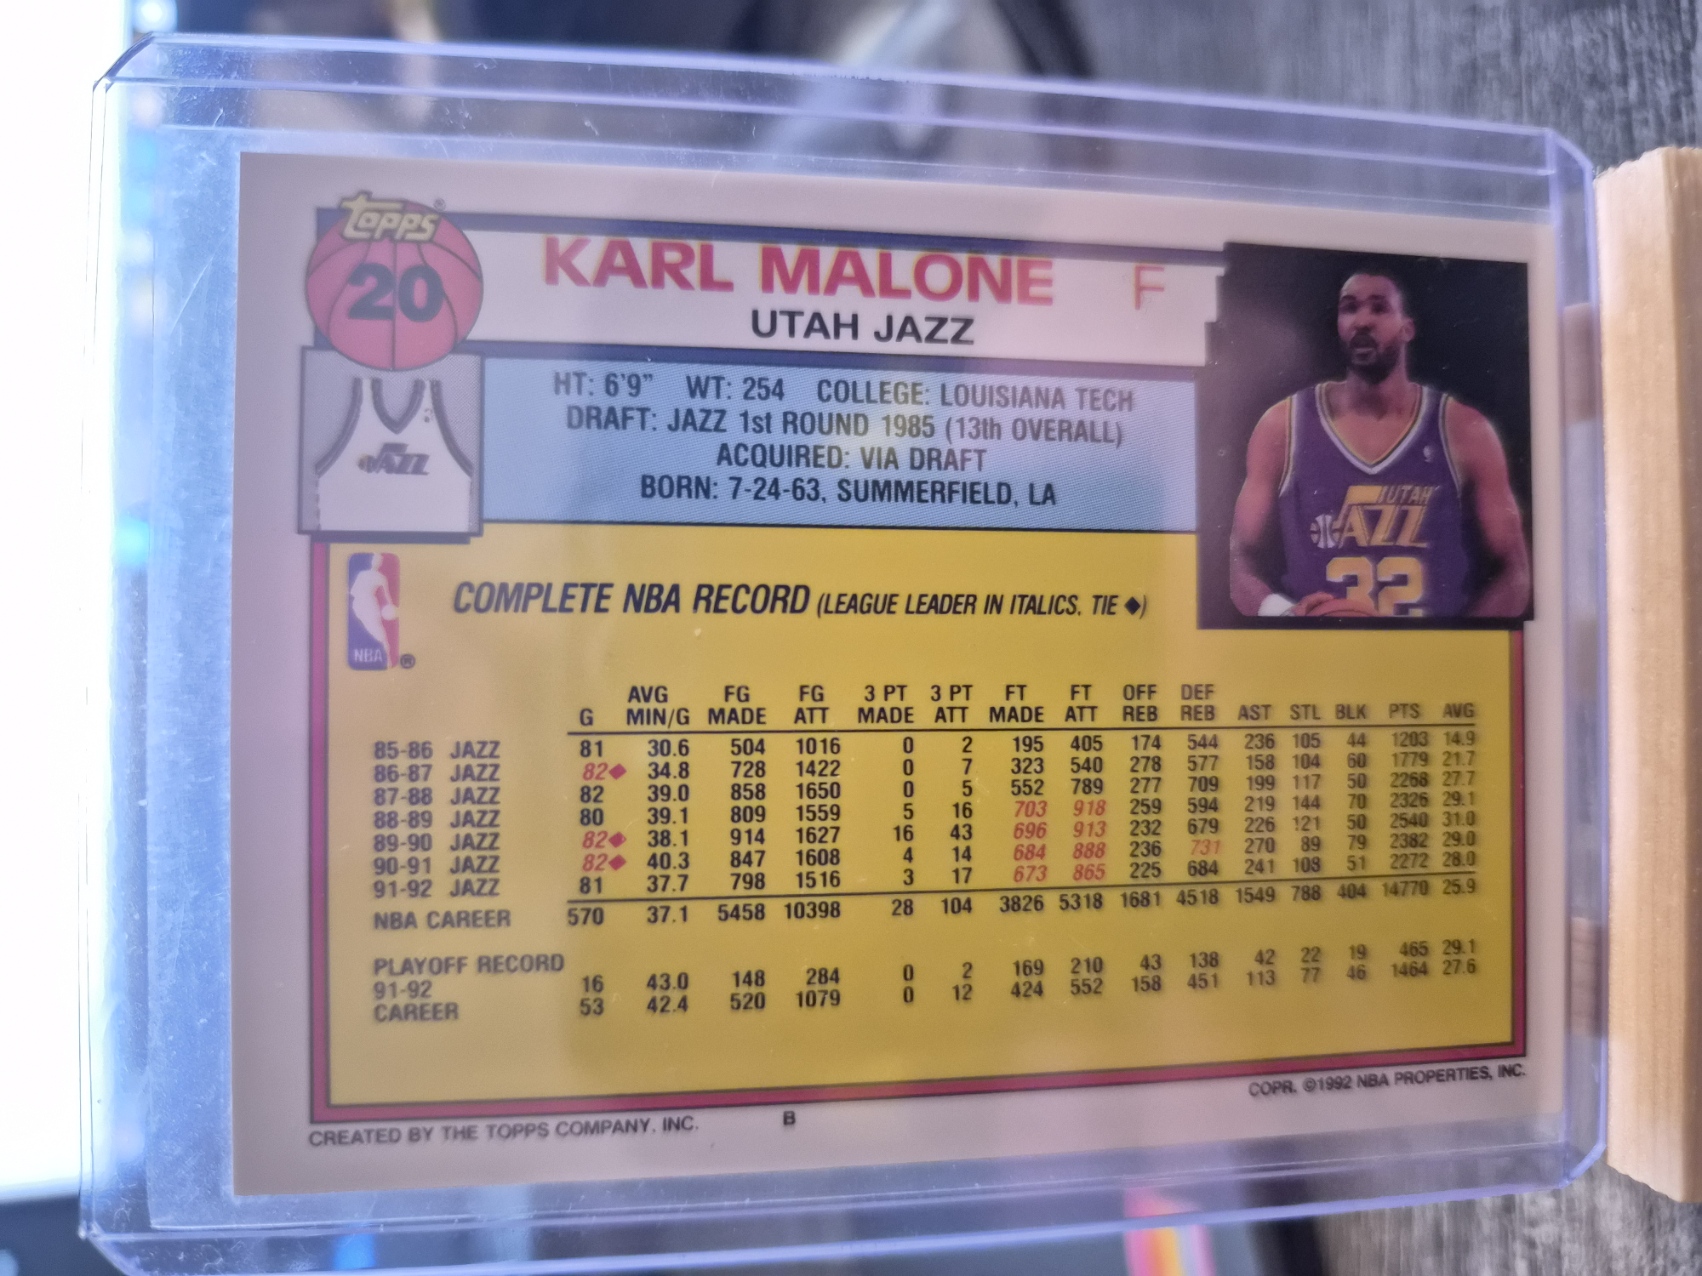 Topps ®
20
KARL MALONE F
UTAH JAZZ
HT: 6'9" WT: 254 COLLEGE: LOUISIANA TECH
DRAFT: JAZZ 1st ROUND 1985 (13th OVERALL)
ACQUIRED: VIA DRAFT
BORN: 7-24-63, SUMMERFIELD, LA
JAZZ
UTAH
JAZZ
32
NBA ®
COMPLETE NBA RECORD (LEAGUE LEADER IN ITALICS, TIE ◆)
G AVG MIN/G FG MADE FG ATT 3 PT MADE 3 PT ATT FT MADE FT ATT OFF REB DEF REB AST STL BLK PTS AVG
85-86 JAZZ 81 30.6 504 1016 0 2 195 405 174 544 236 105 44 1203 14.9
86-87 JAZZ 82◆ 34.8 728 1422 0 7 323 540 278 577 158 104 60 1779 21.7
87-88 JAZZ 82 39.0 858 1650 0 5 552 789 277 709 199 117 50 2268 27.7
88-89 JAZZ 80 39.1 809 1559 5 16 703 918 259 594 219 144 70 2326 29.1
89-90 JAZZ 82◆ 38.1 914 1627 16 43 696 913 232 679 226 121 50 2540 31.0
90-91 JAZZ 82◆ 40.3 847 1608 4 14 684 888 236 731 270 89 79 2382 29.0
91-92 JAZZ 81 37.7 798 1516 3 17 673 865 225 684 241 108 51 2272 28.0
NBA CAREER 570 37.1 5458 10398 28 104 3826 5318 1681 4518 1549 788 404 14770 25.9
PLAYOFF RECORD
91-92 16 43.0 148 284 0 2 169 210 43 138 42 22 19 465 29.1
CAREER 53 42.4 520 1079 0 12 424 552 158 451 113 77 46 1464 27.6
COPR. ©1992 NBA PROPERTIES, INC.
CREATED BY THE TOPPS COMPANY, INC. B